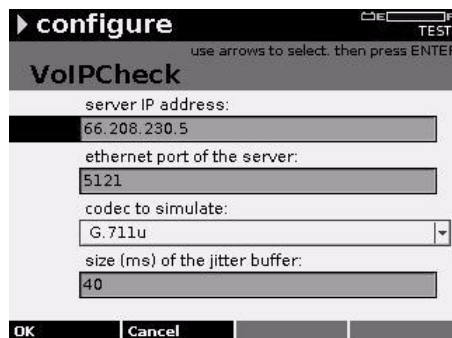 configure
E F
TEST
use arrows to select. then press ENTER
VoIPCheck
server IP address:
66.208.230.5
ethernet port of the server:
5121
codec to simulate:
G.711u
size (ms) of the jitter buffer:
40
OK Cancel